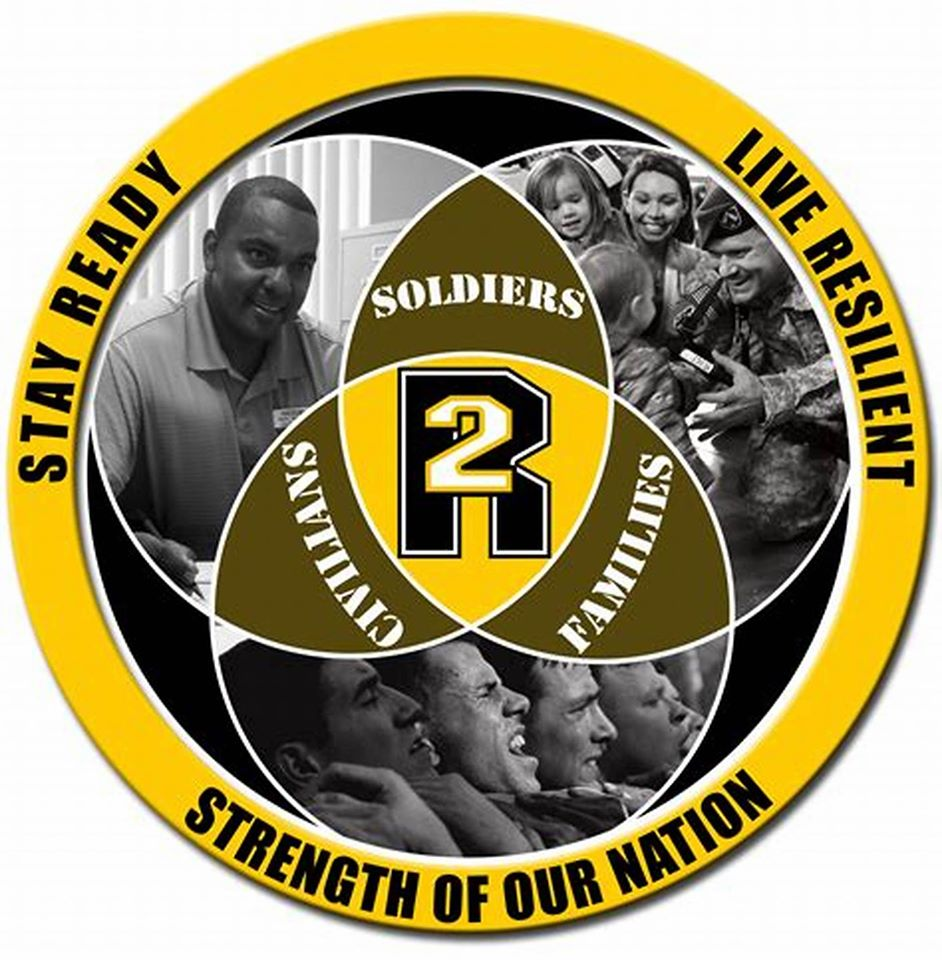 STAY READY
LIVE RESILIENT
SOLDIERS
R2
CIVILIANS
FAMILIES
STRENGTH OF OUR NATION